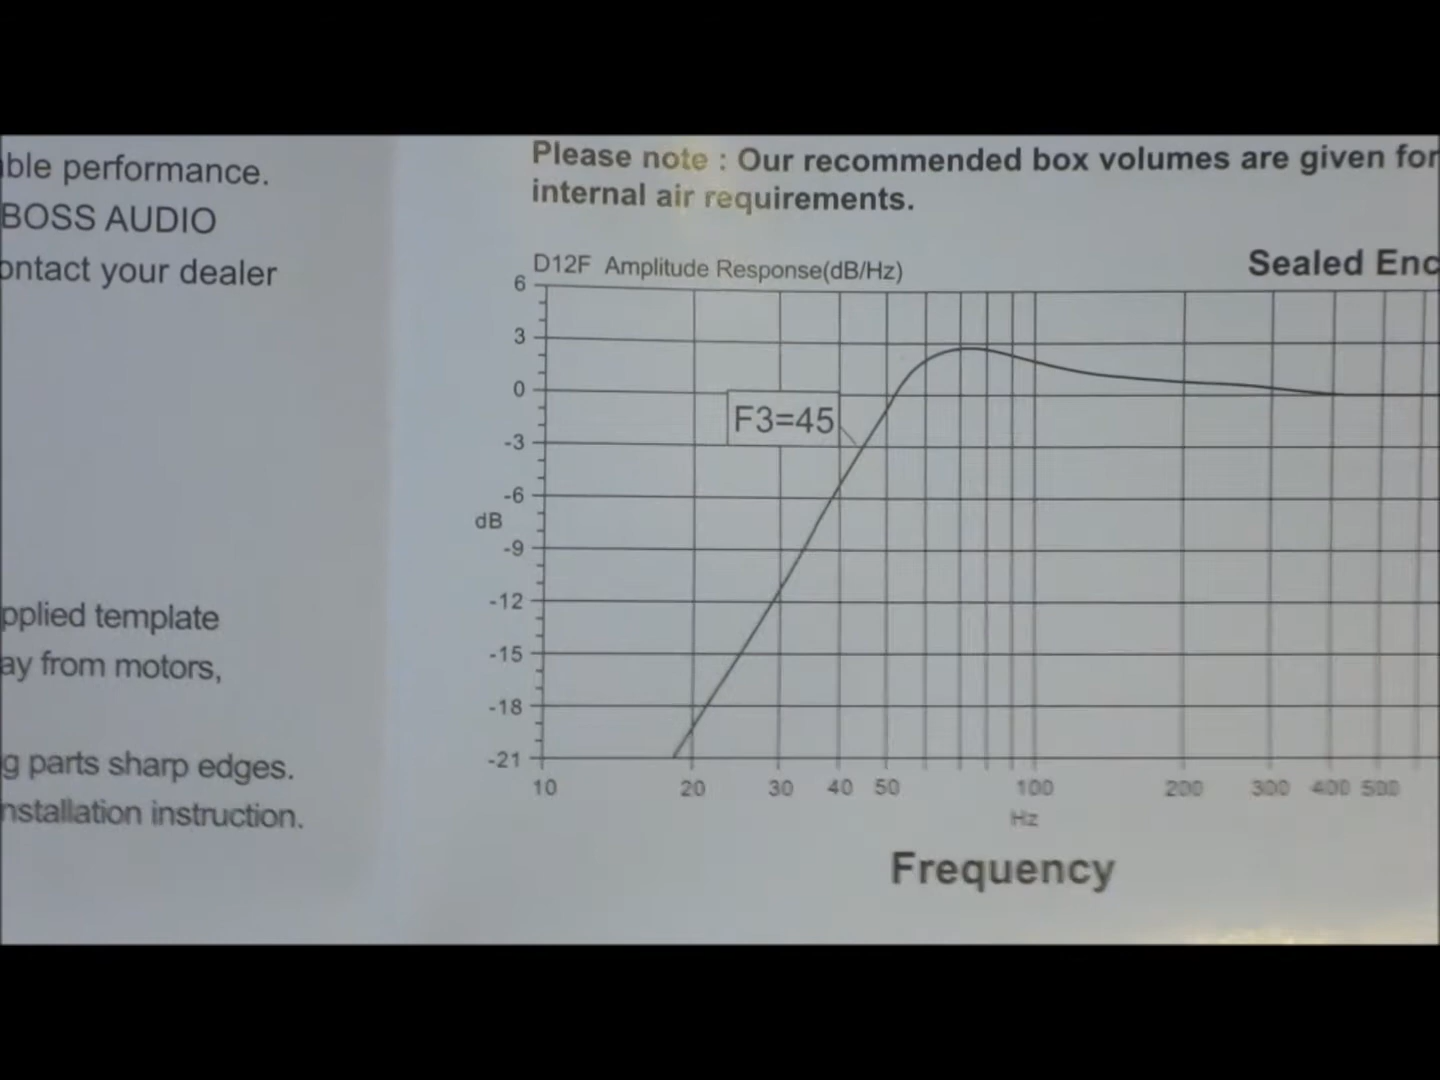 ble performance.
BOSS AUDIO
ontact your dealer
pplied template
ay from motors,
g parts sharp edges.
nstallation instruction.
Please note : Our recommended box volumes are given for
internal air requirements.
Sealed Enc
D12F Amplitude Response(dB/Hz)
6
3
0
F3=45
-3
-6
dB
-9
-12
-15
-18
-21
10 20 30 40 50 100 200 300 400 500
Hz
Frequency